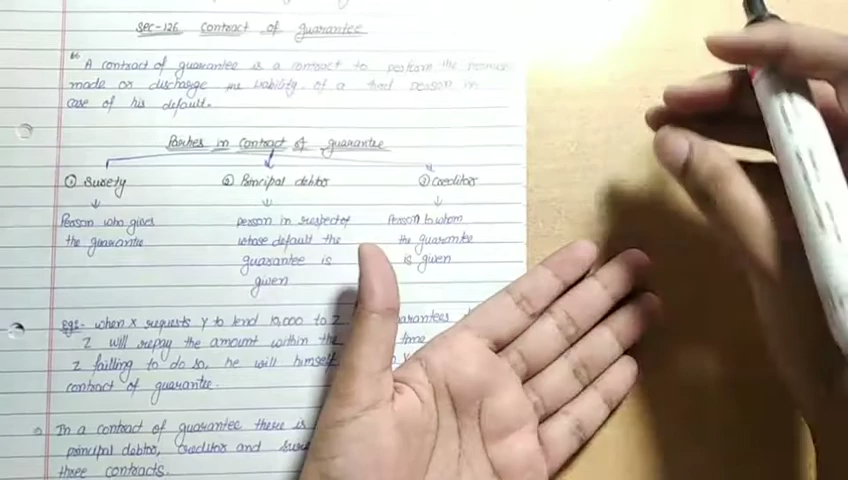 Sec-126 Contract of guarantee
" A contract of guarantee is a contract to perform the promise
made or discharge the liability of a third person in
case of his default.
Parties in contract of guarantee
① Surety ② Principal debtor ③ Creditor
Person who gives person in respect of Person to whom
the guarantee whose default the the guarantee
guarantee is is given
given
Eg:- when X requests Y to lend 10,000 to Z guarantees
Z will repay the amount within the time
Z failling to do so, he will himself
contract of guarantee.
In a contract of guarantee there is
principal debtor, creditor and
three contracts.